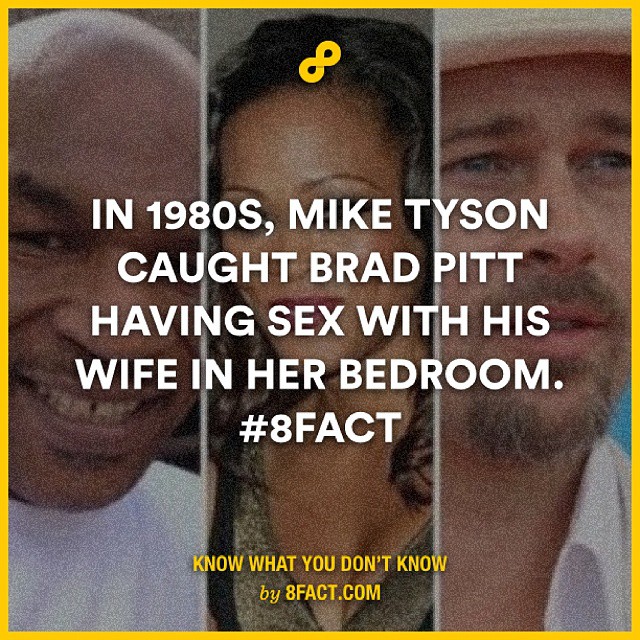 IN 1980S, MIKE TYSON
CAUGHT BRAD PITT
HAVING SEX WITH HIS
WIFE IN HER BEDROOM.
#8FACT
KNOW WHAT YOU DON'T KNOW
by 8FACT.COM